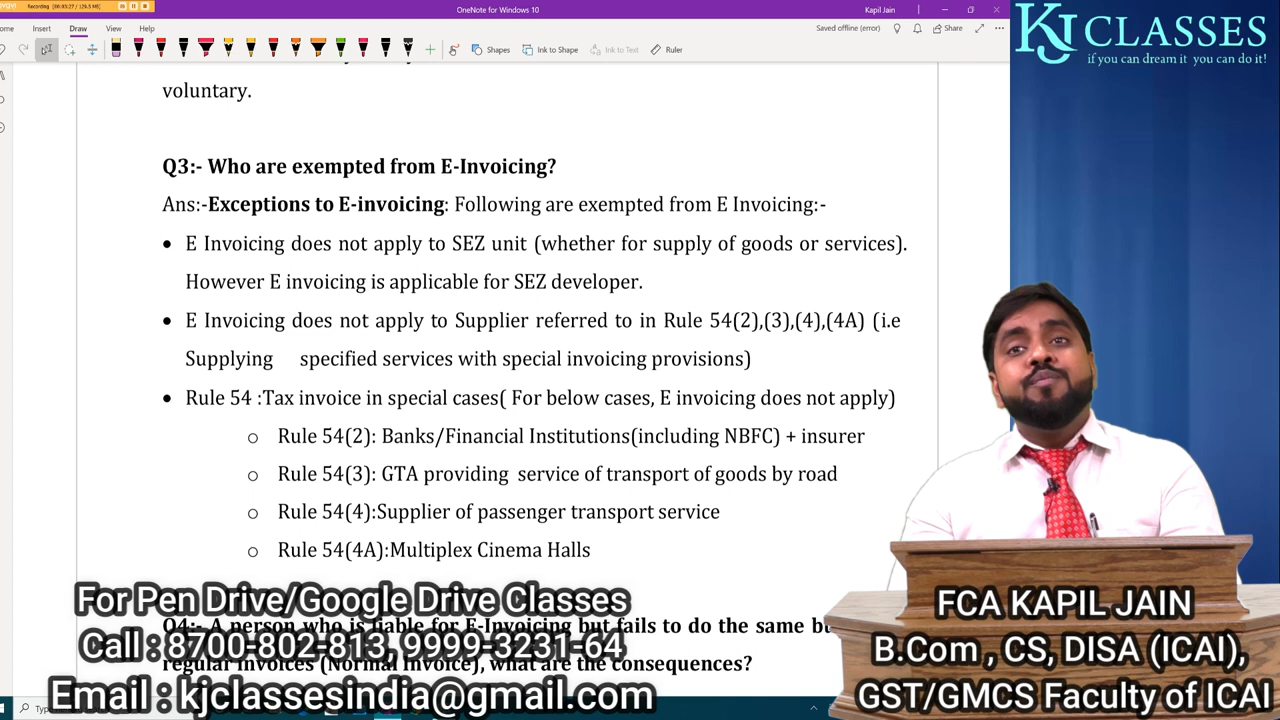 Recording [00:03:27 / 129.5 MB]
OneNote for Windows 10
Kapil Jain
Insert Draw View Help
Saved offline (error) Share
Shapes Ink to Shape Ink to Text Ruler
KJ CLASSES
if you can dream it you can do it!
voluntary.
Q3:- Who are exempted from E-Invoicing?
Ans:-Exceptions to E-invoicing: Following are exempted from E Invoicing:-
• E Invoicing does not apply to SEZ unit (whether for supply of goods or services).
However E invoicing is applicable for SEZ developer.
• E Invoicing does not apply to Supplier referred to in Rule 54(2),(3),(4),(4A) (i.e
Supplying specified services with special invoicing provisions)
• Rule 54 :Tax invoice in special cases( For below cases, E invoicing does not apply)
o Rule 54(2): Banks/Financial Institutions(including NBFC) + insurer
o Rule 54(3): GTA providing service of transport of goods by road
o Rule 54(4):Supplier of passenger transport service
o Rule 54(4A):Multiplex Cinema Halls
Q4:- A person who is liable for E-Invoicing but fails to do the same
regular invoices (Normal Invoice), what are the consequences?
For Pen Drive/Google Drive Classes
Call : 8700-802-813, 9999-3231-64
Email : kjclassesindia@gmail.com
FCA KAPIL JAIN
B.Com , CS, DISA (ICAI),
GST/GMCS Faculty of ICAI